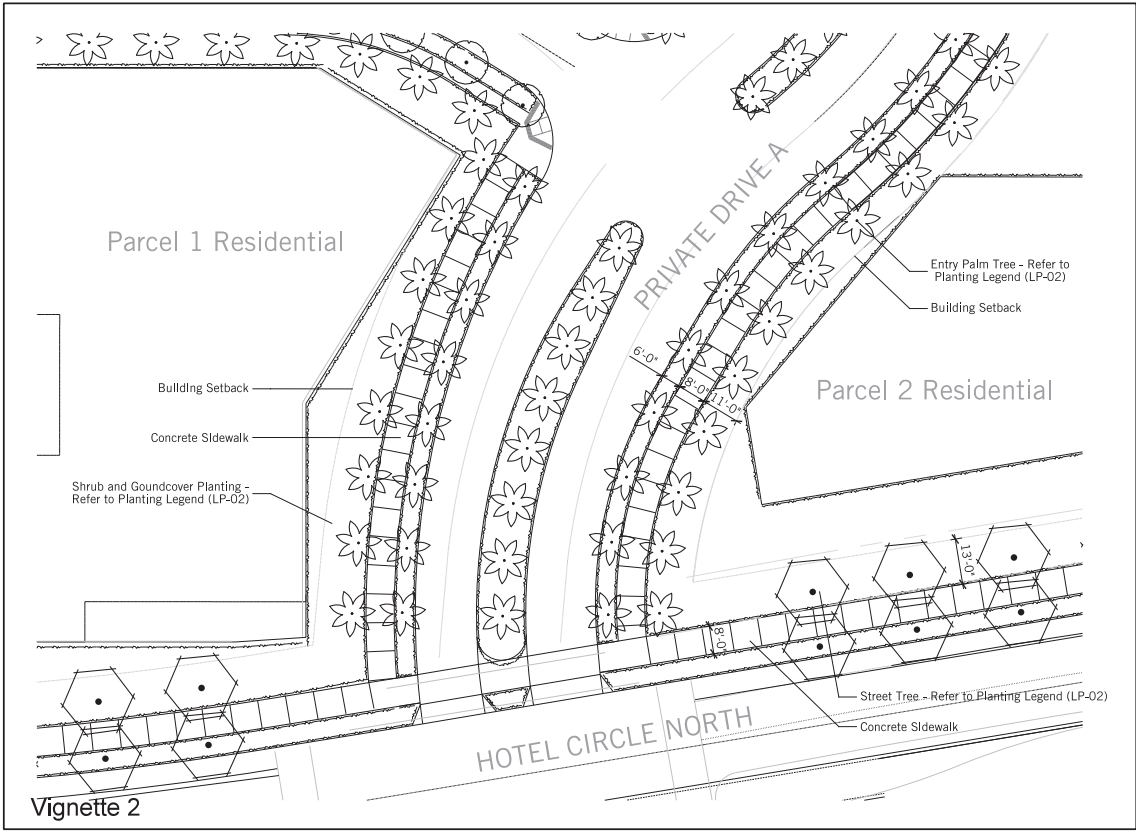 Parcel 1 Residential
PRIVATE DRIVE A
Entry Palm Tree - Refer to
Planting Legend (LP-02)
Building Setback
Parcel 2 Residential
6'-0"
8'-0"
11'-0"
Building Setback
Concrete Sidewalk
Shrub and Goundcover Planting -
Refer to Planting Legend (LP-02)
13'-0"
8'-0"
Street Tree - Refer to Planting Legend (LP-02)
Concrete Sidewalk
HOTEL CIRCLE NORTH
Vignette 2